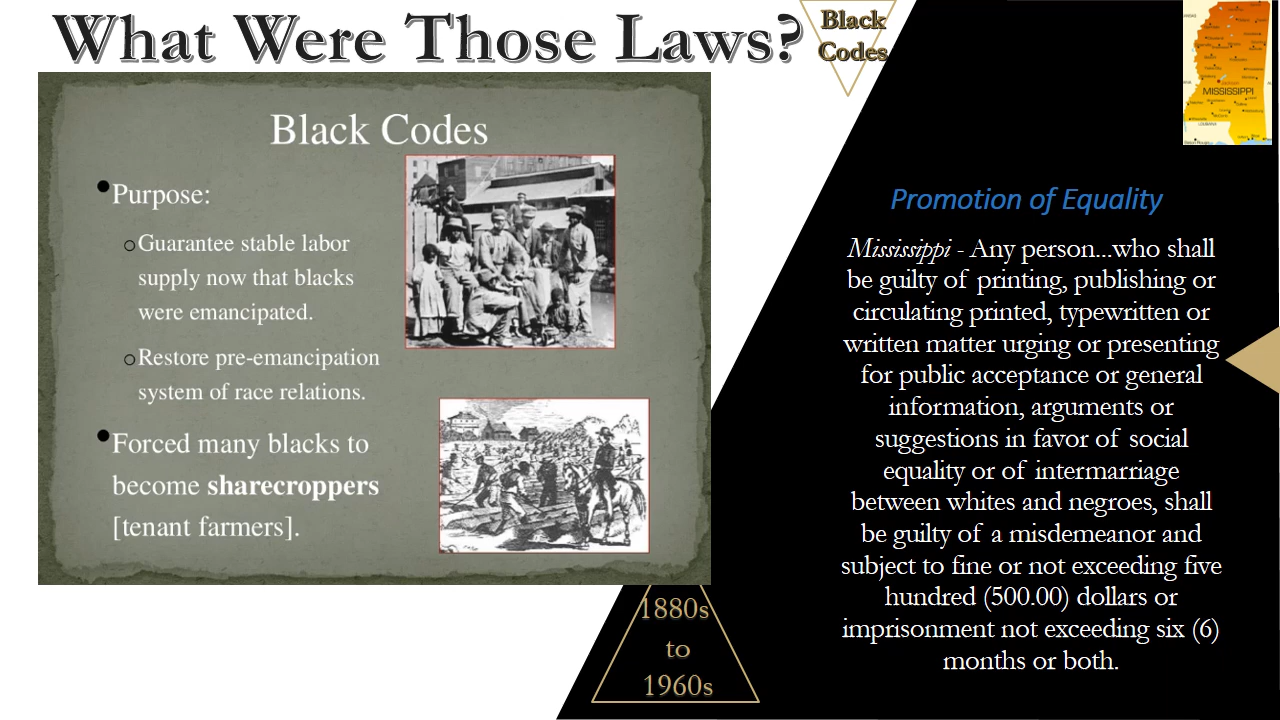 What Were Those Laws?
Black
Codes
Black Codes
Purpose:
Guarantee stable labor
supply now that blacks
were emancipated.
Restore pre-emancipation
system of race relations.
Forced many blacks to
become sharecroppers
[tenant farmers].
1880s
to
1960s
MISSISSIPPI
Promotion of Equality
Mississippi - Any person...who shall
be guilty of printing, publishing or
circulating printed, typewritten or
written matter urging or presenting
for public acceptance or general
information, arguments or
suggestions in favor of social
equality or of intermarriage
between whites and negroes, shall
be guilty of a misdemeanor and
subject to fine or not exceeding five
hundred (500.00) dollars or
imprisonment not exceeding six (6)
months or both.